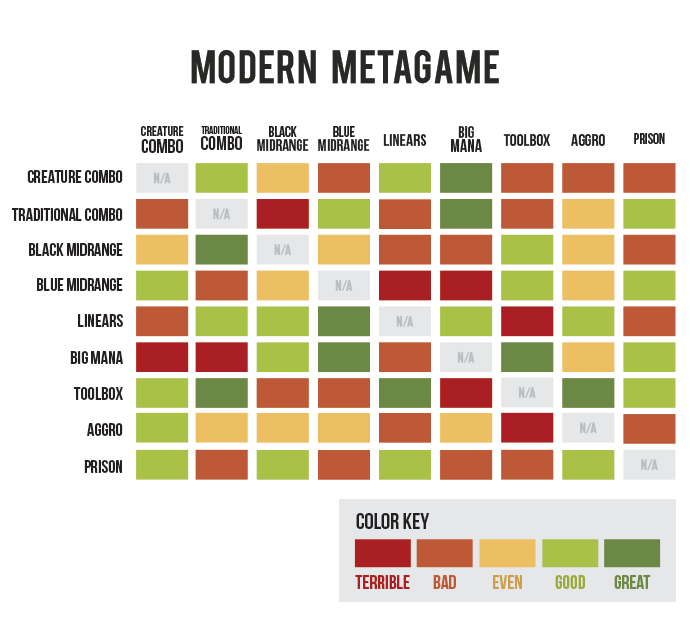 MODERN METAGAME
CREATURE COMBO
TRADITIONAL COMBO
BLACK MIDRANGE
BLUE MIDRANGE
LINEARS
BIG MANA
TOOLBOX
AGGRO
PRISON
CREATURE COMBO N/A
TRADITIONAL COMBO N/A
BLACK MIDRANGE N/A
BLUE MIDRANGE N/A
LINEARS N/A
BIG MANA N/A
TOOLBOX N/A
AGGRO N/A
PRISON N/A
COLOR KEY
TERRIBLE BAD EVEN GOOD GREAT